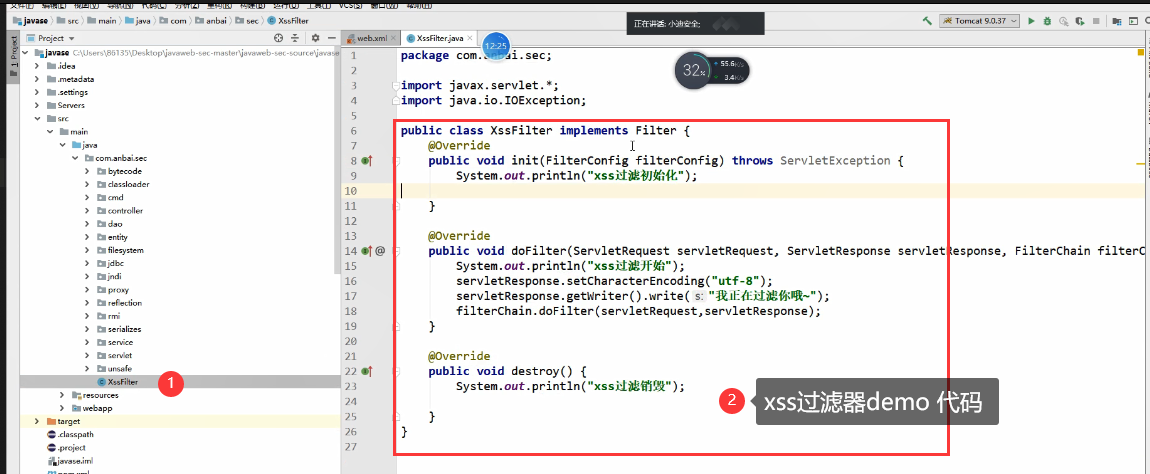 javase
src
main
java
com
anbai
sec
XssFilter
Tomcat 9.0.37
正在讲话: 小迪安全;
1: Project
Project
web.xml
XssFilter.java
12:25
32%
+ 55.6K/s
+ 3.4K/s
javase C:\Users\86135\Desktop\javaweb-sec-master\javaweb-sec-source\javase
.idea
.metadata
.settings
Servers
src
main
java
com.anbai.sec
bytecode
classloader
cmd
controller
dao
entity
filesystem
jdbc
jndi
proxy
reflection
rmi
serializes
service
servlet
unsafe
XssFilter
1
resources
webapp
target
.classpath
.project
javase.iml
1 package com.anbai.sec;
2
3 import javax.servlet.*;
4 import java.io.IOException;
5
6 public class XssFilter implements Filter {
7 @Override
8 public void init(FilterConfig filterConfig) throws ServletException {
9 System.out.println("xss过滤初始化");
10
11 }
12
13 @Override
14 @ public void doFilter(ServletRequest servletRequest, ServletResponse servletResponse, FilterChain filterC
15 System.out.println("xss过滤开始");
16 servletResponse.setCharacterEncoding("utf-8");
17 servletResponse.getWriter().write( s: "我正在过滤你哦~");
18 filterChain.doFilter(servletRequest,servletResponse);
19 }
20
21 @Override
22 public void destroy() {
23 System.out.println("xss过滤销毁");
24
25 }
26 }
27
2 xss过滤器demo 代码